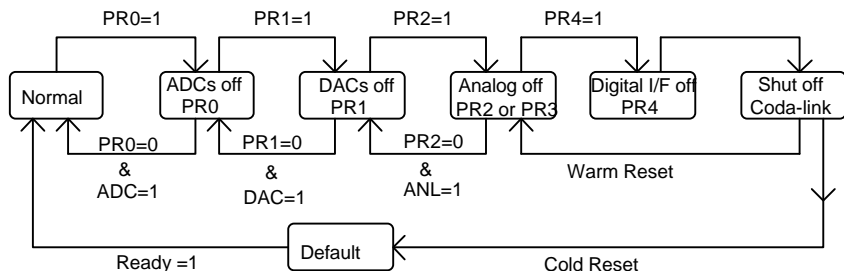 PR0=1
PR1=1
PR2=1
PR4=1
Normal
ADCs off
PR0
DACs off
PR1
Analog off
PR2 or PR3
Digital I/F off
PR4
Shut off
Coda-link
PR0=0
&
ADC=1
PR1=0
&
DAC=1
PR2=0
&
ANL=1
Warm Reset
Default
Ready =1
Cold Reset